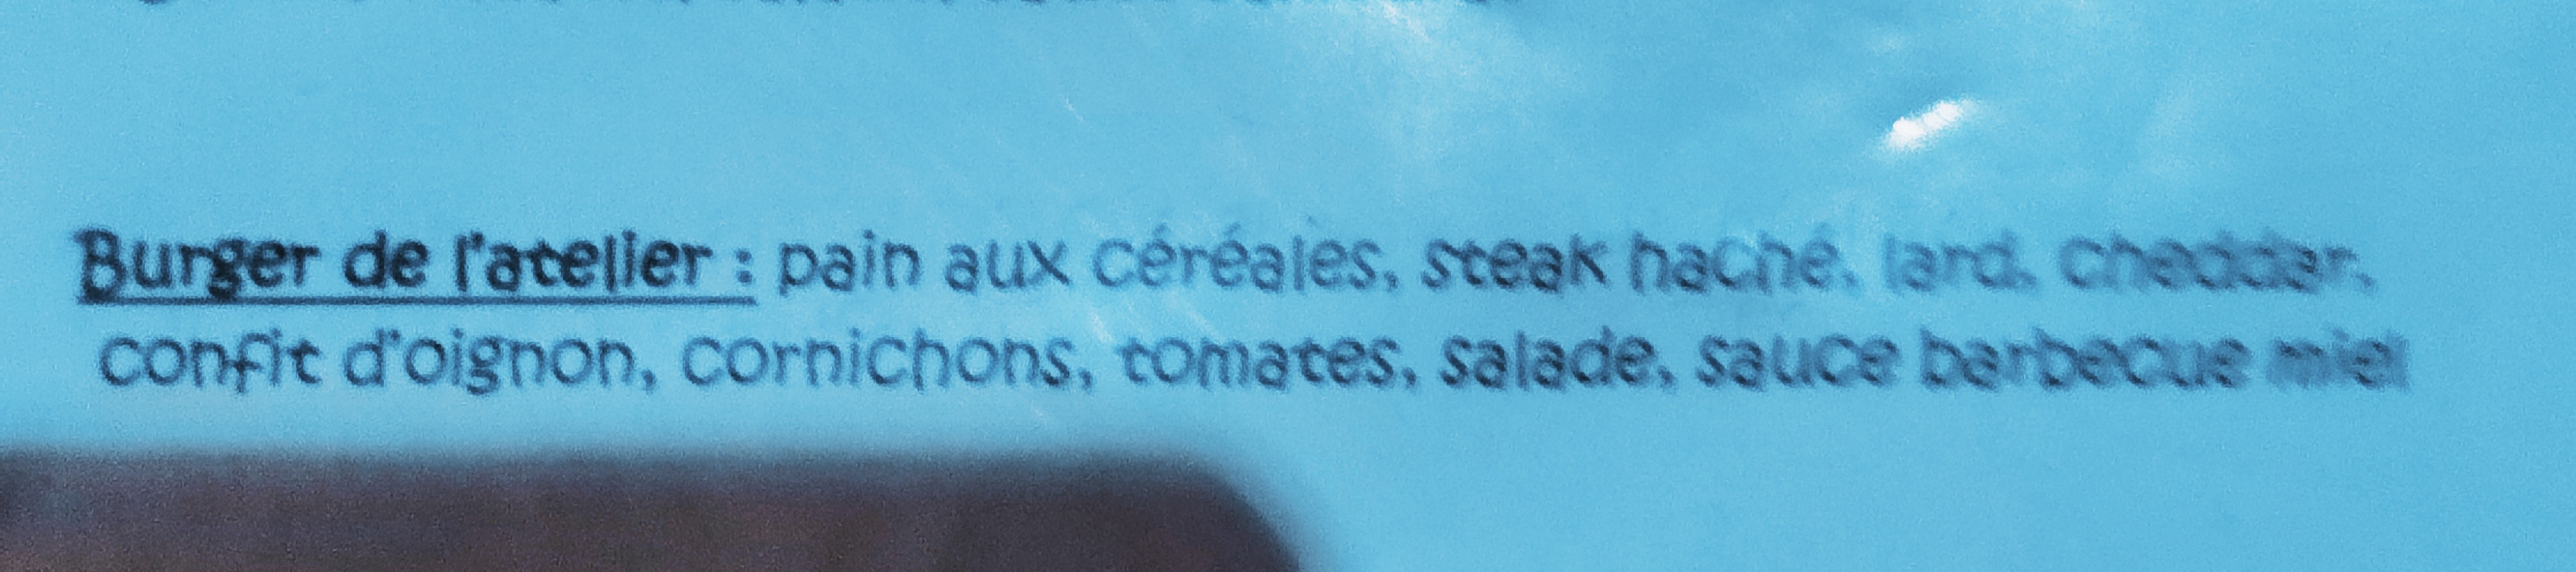 Burger de l'atelier : pain aux céréales, steak haché, lard, cheddar,
confit d'oignon, cornichons, tomates, salade, sauce barbecue miel